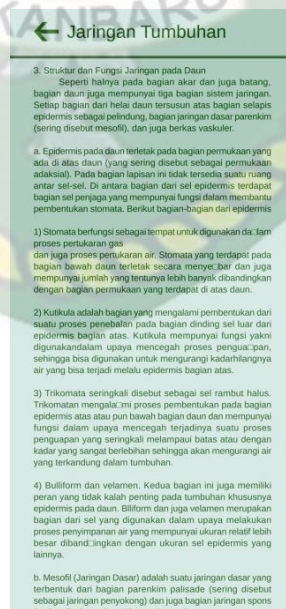 Jaringan Tumbuhan
3. Struktur dan Fungsi Jaringan pada Daun
Seperti halnya pada bagian akar dan juga batang,
bagian daun juga mempunyai tiga bagian sistem jaringan.
Setiap bagian dari helai daun tersusun atas bagian selapis
epidermis sebagai pelindung, bagian jaringan dasar parenkim
(sering disebut mesofil), dan juga berkas vaskuler.
a. Epidermis pada daun terletak pada bagian permukaan yang
ada di atas daun (yang sering disebut sebagai permukaan
adaksial). Pada bagian lapisan ini tidak tersedia suatu ruang
antar sel-sel. Di antara bagian dari sel epidermis terdapat
bagian sel penjaga yang mempunyai fungsi dalam membantu
pembentukan stomata. Berikut bagian-bagian dari epidermis
1) Stomata berfungsi sebagai tempat untuk digunakan da□lam
proses pertukaran gas
dan juga proses pertukaran air. Stomata yang terdapat pada
bagian bawah daun terletak secara menye□bar dan juga
mempunyai jumlah yang tentunya lebih banyak dibandingkan
dengan bagian permukaan yang terdapat di atas daun.
2) Kutikula adalah bagian yang mengalami pembentukan dari
suatu proses penebalan pada bagian dinding sel luar dari
epidermis bagian atas. Kutikula mempunyai fungsi yakni
digunakandalam upaya mencegah proses pengua□pan,
sehingga bisa digunakan untuk mengurangi kadarhilangnya
air yang bisa terjadi melalu epidermis bagian atas.
3) Trikomata seringkali disebut sebagai sel rambut halus.
Trikomatan mengala□mi proses pembentukan pada bagian
epidermis atas atau pun bawah bagian daun dan mempunyai
fungsi dalam upaya mencegah terjadinya suatu proses
penguapan yang seringkali melampaui batas atau dengan
kadar yang sangat berlebihan sehingga akan mengurangi air
yang terkandung dalam tumbuhan.
4) Bulliform dan velamen. Kedua bagian ini juga memiliki
peran yang tidak kalah penting pada tumbuhan khususnya
epidermis pada daun. Blliform dan juga velamen merupakan
bagian dari sel yang digunakan dalam upaya melakukan
proses penyimpanan air yang mempunyai ukuran relatif lebih
besar diband□ingkan dengan ukuran sel epidermis yang
lainnya.
b. Mesofil (Jaringan Dasar) adalah suatu jaringan dasar yang
terbentuk dari bagian parenkim palisade (sering disebut
sebagai jaringan penyokong) dan juga bagian jaringan spons